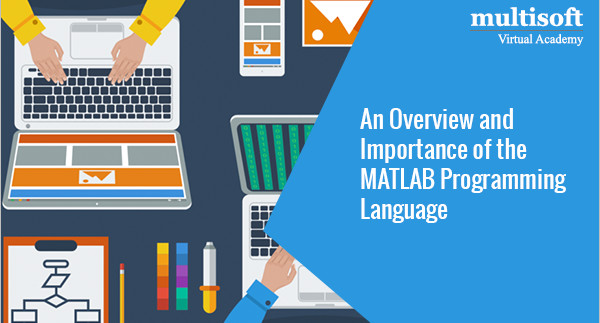 multisoft
Virtual Academy
An Overview and
Importance of the
MATLAB Programming
Language